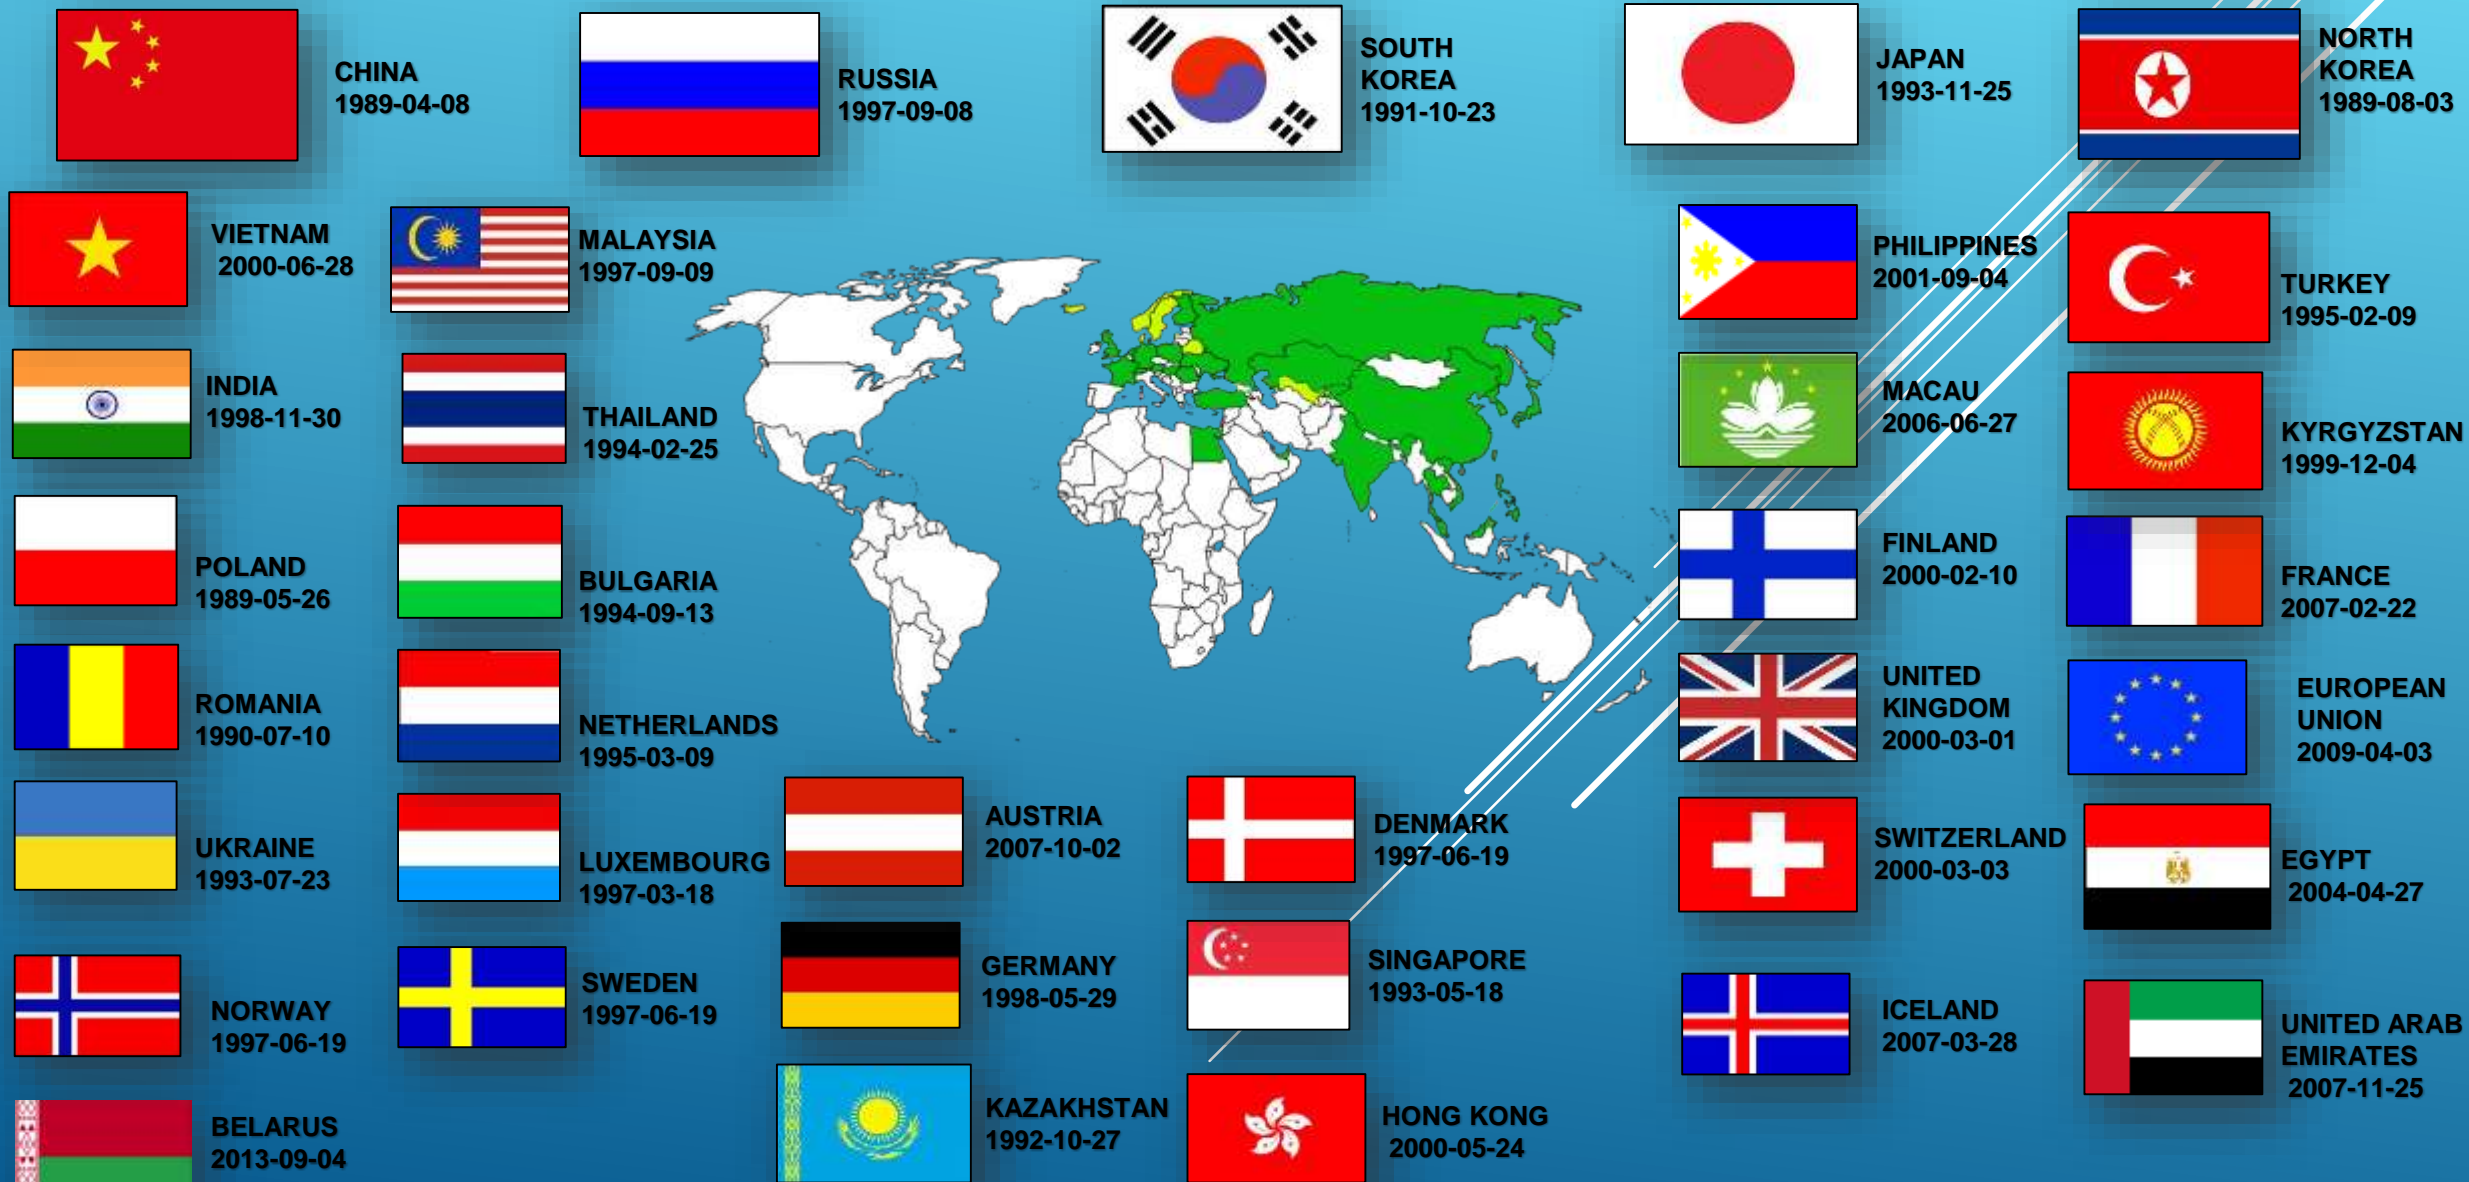 CHINA
1989-04-08
RUSSIA
1997-09-08
SOUTH
KOREA
1991-10-23
JAPAN
1993-11-25
NORTH
KOREA
1989-08-03
VIETNAM
2000-06-28
MALAYSIA
1997-09-09
PHILIPPINES
2001-09-04
TURKEY
1995-02-09
INDIA
1998-11-30
THAILAND
1994-02-25
MACAU
2006-06-27
KYRGYZSTAN
1999-12-04
POLAND
1989-05-26
BULGARIA
1994-09-13
FINLAND
2000-02-10
FRANCE
2007-02-22
ROMANIA
1990-07-10
NETHERLANDS
1995-03-09
UNITED
KINGDOM
2000-03-01
EUROPEAN
UNION
2009-04-03
UKRAINE
1993-07-23
LUXEMBOURG
1997-03-18
AUSTRIA
2007-10-02
DENMARK
1997-06-19
SWITZERLAND
2000-03-03
EGYPT
2004-04-27
NORWAY
1997-06-19
SWEDEN
1997-06-19
GERMANY
1998-05-29
SINGAPORE
1993-05-18
ICELAND
2007-03-28
UNITED ARAB
EMIRATES
2007-11-25
BELARUS
2013-09-04
KAZAKHSTAN
1992-10-27
HONG KONG
2000-05-24